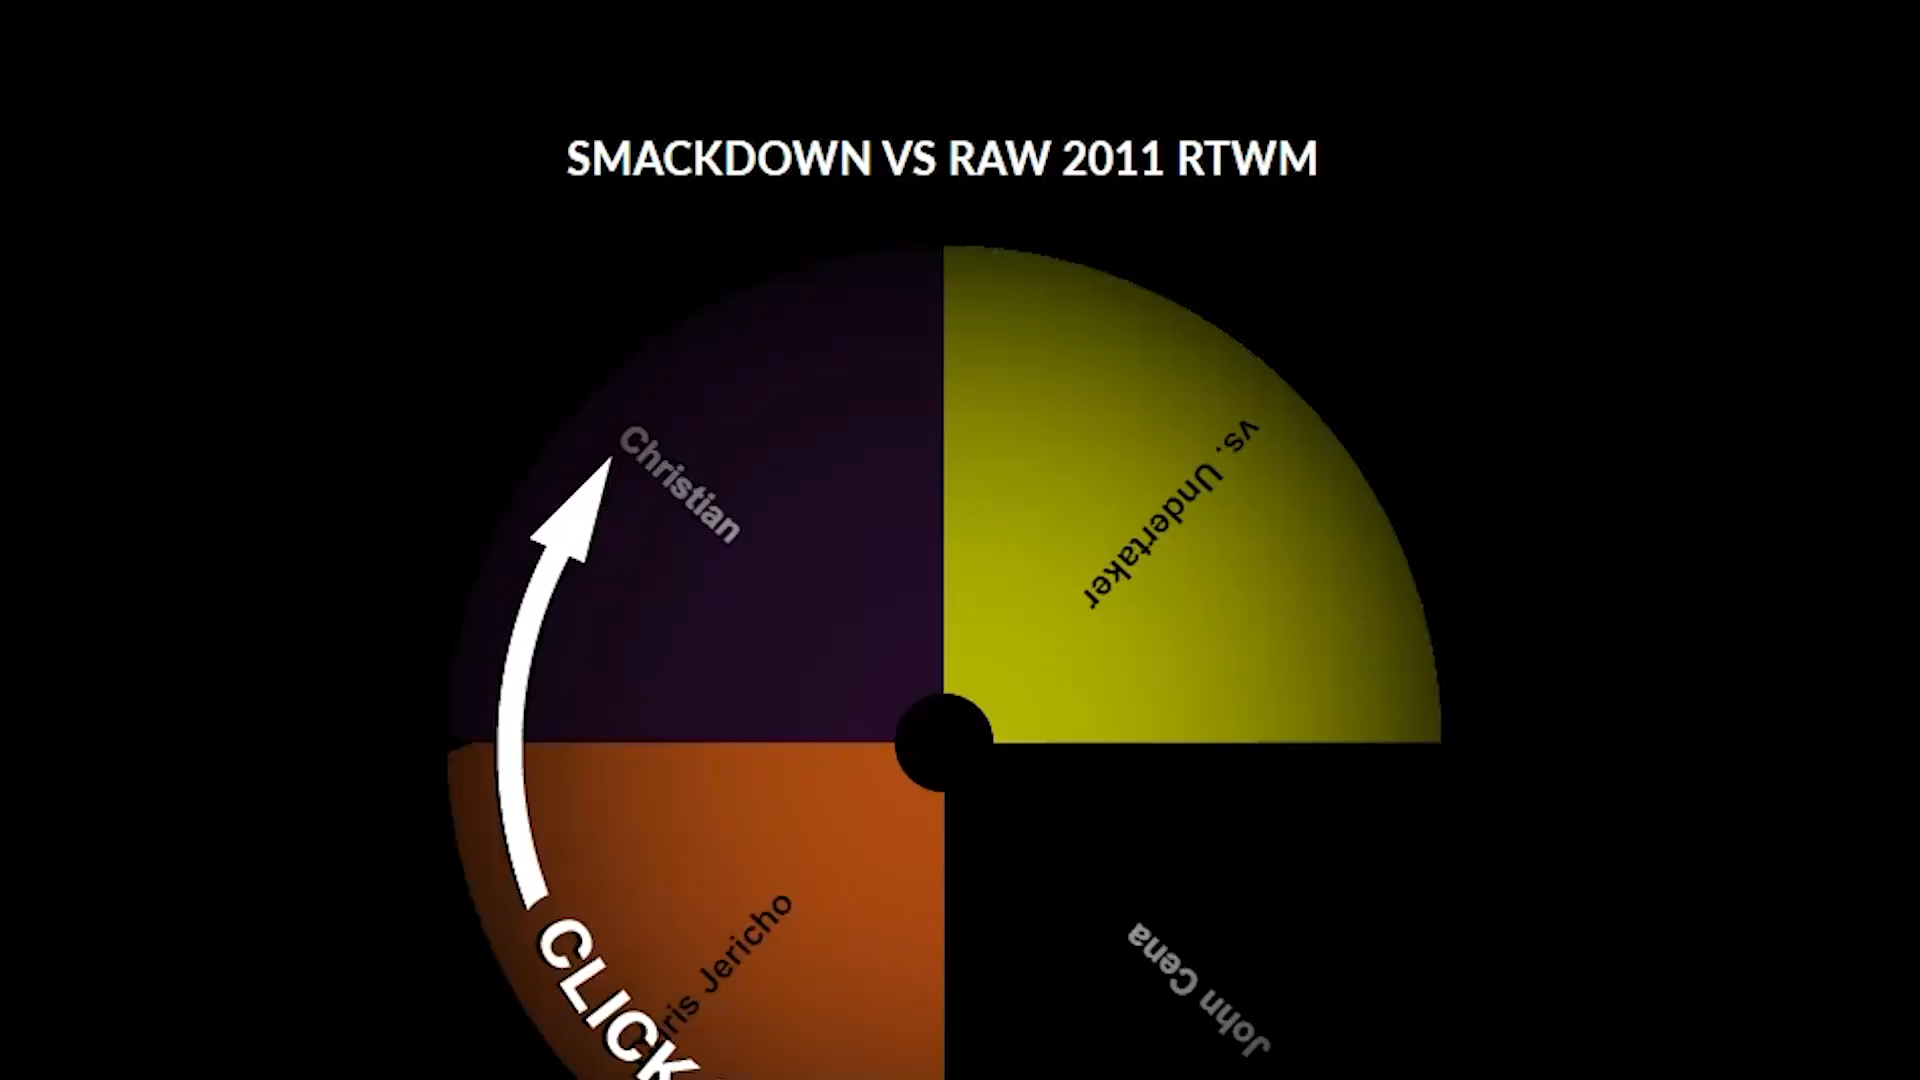 SMACKDOWN VS RAW 2011 RTWM
Christian
vs. Undertaker
ris Jericho
John Cena
CLICK